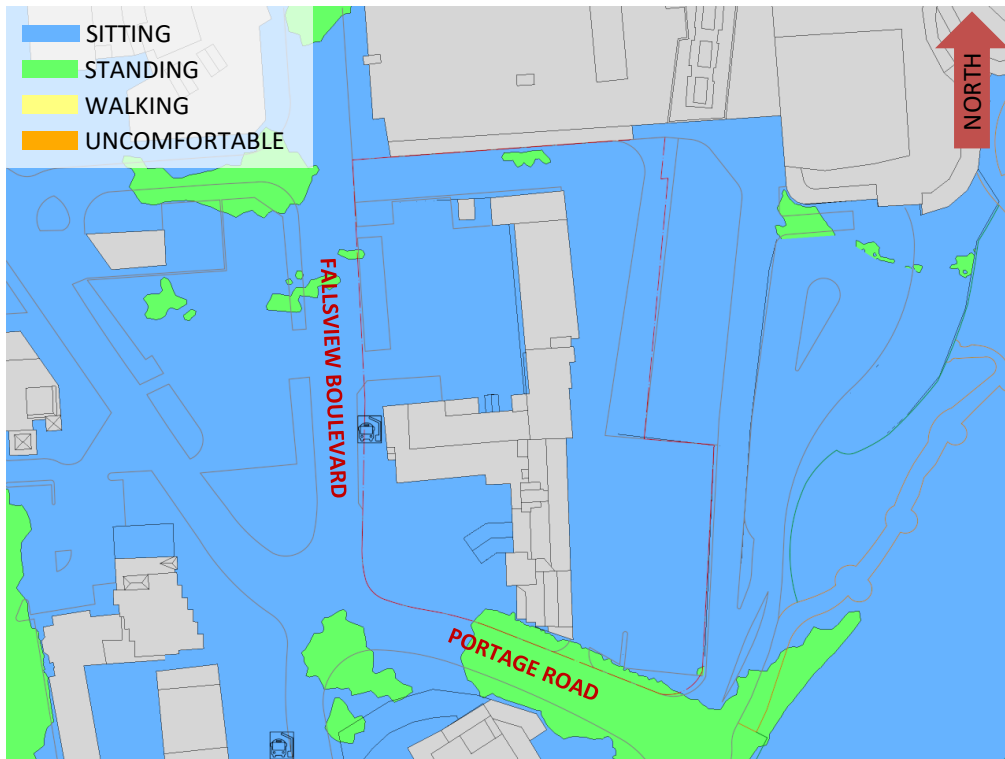 SITTING
STANDING
WALKING
UNCOMFORTABLE
NORTH
FALLSVIEW BOULEVARD
PORTAGE ROAD